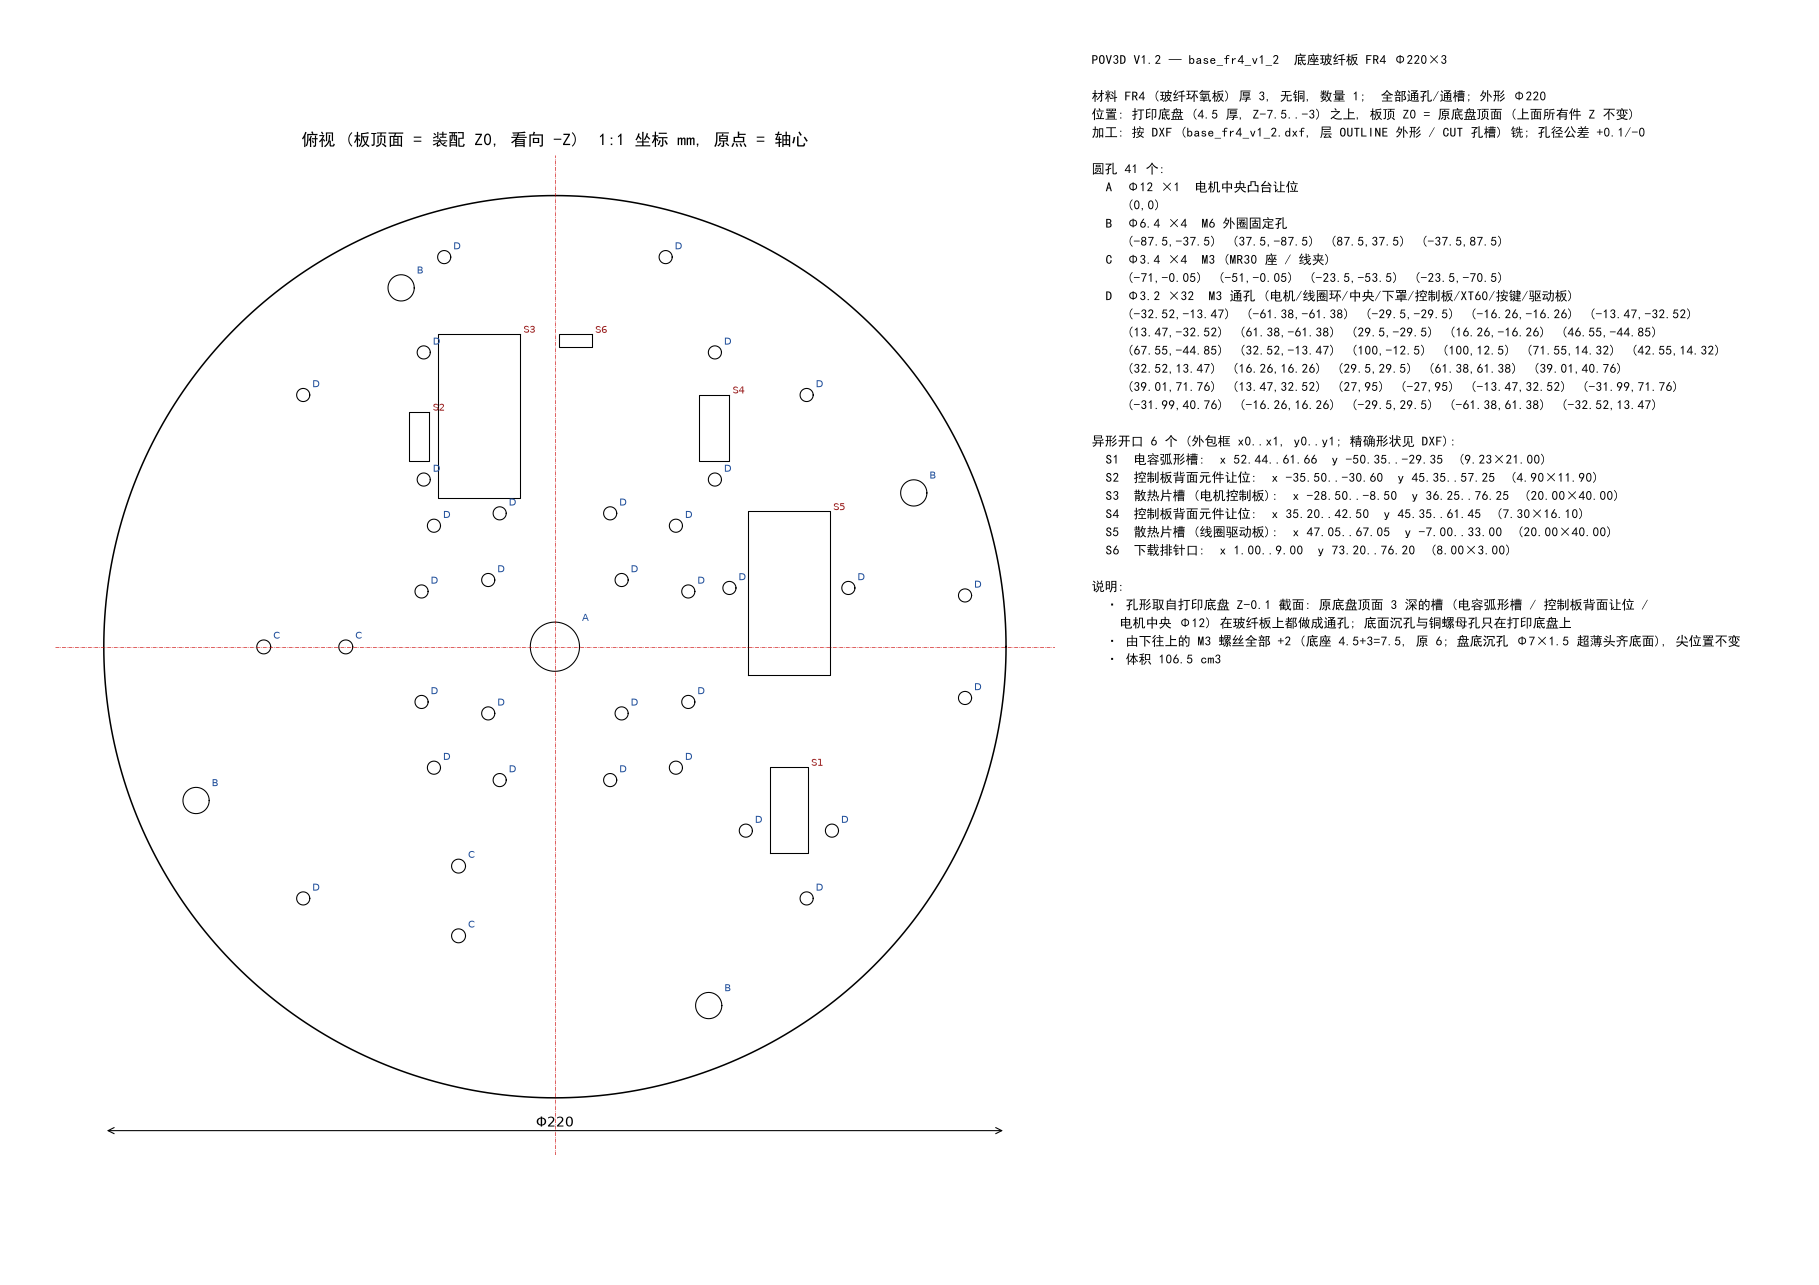 POV3D V1.2 — base_fr4_v1_2 底座玻纤板 FR4 Φ220×3
材料 FR4 (玻纤环氧板) 厚 3, 无铜, 数量 1; 全部通孔/通槽; 外形 Φ220
位置: 打印底盘 (4.5 厚, Z-7.5..-3) 之上, 板顶 Z0 = 原底盘顶面 (上面所有件 Z 不变)
加工: 按 DXF (base_fr4_v1_2.dxf, 层 OUTLINE 外形 / CUT 孔槽) 铣; 孔径公差 +0.1/-0
圆孔 41 个:
A Φ12 ×1 电机中央凸台让位
(0,0)
B Φ6.4 ×4 M6 外圈固定孔
(-87.5,-37.5) (37.5,-87.5) (87.5,37.5) (-37.5,87.5)
C Φ3.4 ×4 M3 (MR30 座 / 线夹)
(-71,-0.05) (-51,-0.05) (-23.5,-53.5) (-23.5,-70.5)
D Φ3.2 ×32 M3 通孔 (电机/线圈环/中央/下罩/控制板/XT60/按键/驱动板)
(-32.52,-13.47) (-61.38,-61.38) (-29.5,-29.5) (-16.26,-16.26) (-13.47,-32.52)
(13.47,-32.52) (61.38,-61.38) (29.5,-29.5) (16.26,-16.26) (46.55,-44.85)
(67.55,-44.85) (32.52,-13.47) (100,-12.5) (100,12.5) (71.55,14.32) (42.55,14.32)
(32.52,13.47) (16.26,16.26) (29.5,29.5) (61.38,61.38) (39.01,40.76)
(39.01,71.76) (13.47,32.52) (27,95) (-27,95) (-13.47,32.52) (-31.99,71.76)
(-31.99,40.76) (-16.26,16.26) (-29.5,29.5) (-61.38,61.38) (-32.52,13.47)
异形开口 6 个 (外包框 x0..x1, y0..y1; 精确形状见 DXF):
S1 电容弧形槽: x 52.44..61.66 y -50.35..-29.35 (9.23×21.00)
S2 控制板背面元件让位: x -35.50..-30.60 y 45.35..57.25 (4.90×11.90)
S3 散热片槽 (电机控制板): x -28.50..-8.50 y 36.25..76.25 (20.00×40.00)
S4 控制板背面元件让位: x 35.20..42.50 y 45.35..61.45 (7.30×16.10)
S5 散热片槽 (线圈驱动板): x 47.05..67.05 y -7.00..33.00 (20.00×40.00)
S6 下载排针口: x 1.00..9.00 y 73.20..76.20 (8.00×3.00)
说明:
· 孔形取自打印底盘 Z-0.1 截面: 原底盘顶面 3 深的槽 (电容弧形槽 / 控制板背面让位 /
电机中央 Φ12) 在玻纤板上都做成通孔; 底面沉孔与铜螺母孔只在打印底盘上
· 由下往上的 M3 螺丝全部 +2 (底座 4.5+3=7.5, 原 6; 盘底沉孔 Φ7×1.5 超薄头齐底面), 尖位置不变
· 体积 106.5 cm3
俯视 (板顶面 = 装配 Z0, 看向 -Z) 1:1 坐标 mm, 原点 = 轴心
D
D
B
S3
S6
D
D
D
D
S4
S2
D
D
B
D
D
S5
D
D
D
D
D
D
D
D
D
A
C
C
D
D
D
D
D
D
D
D
D
S1
B
D
D
C
D
D
C
B
Φ220